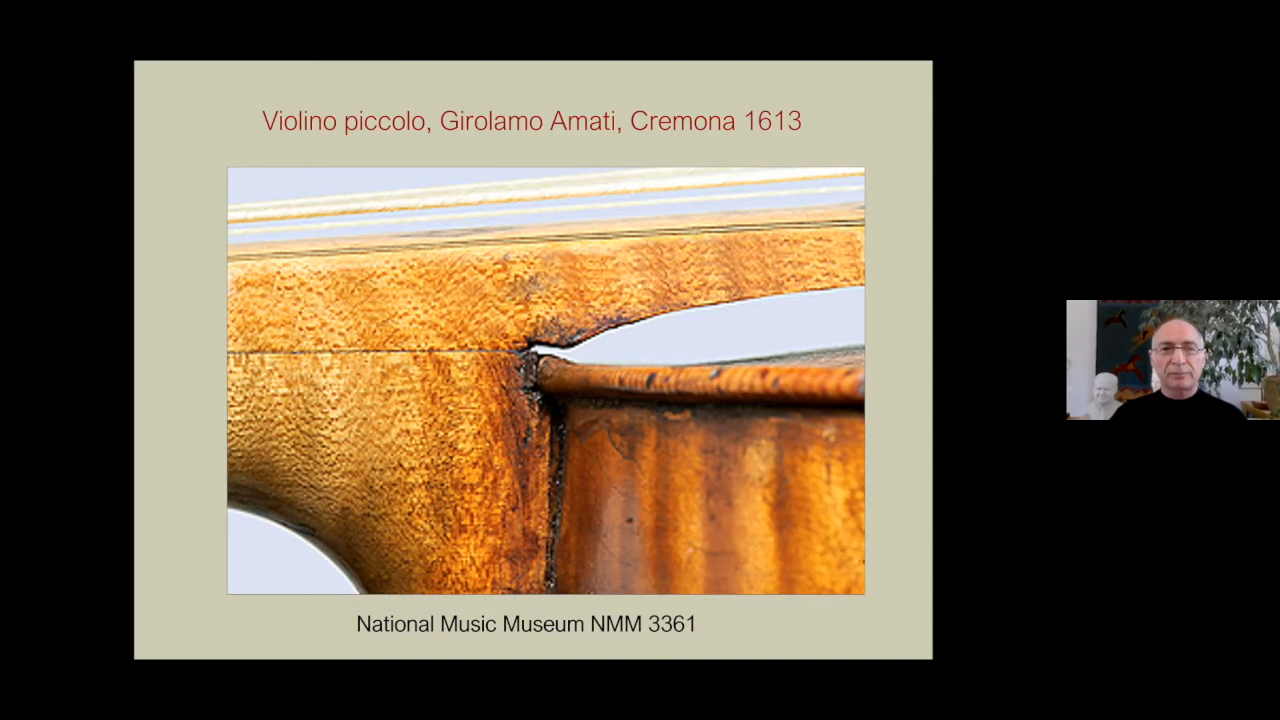 Violino piccolo, Girolamo Amati, Cremona 1613
National Music Museum NMM 3361